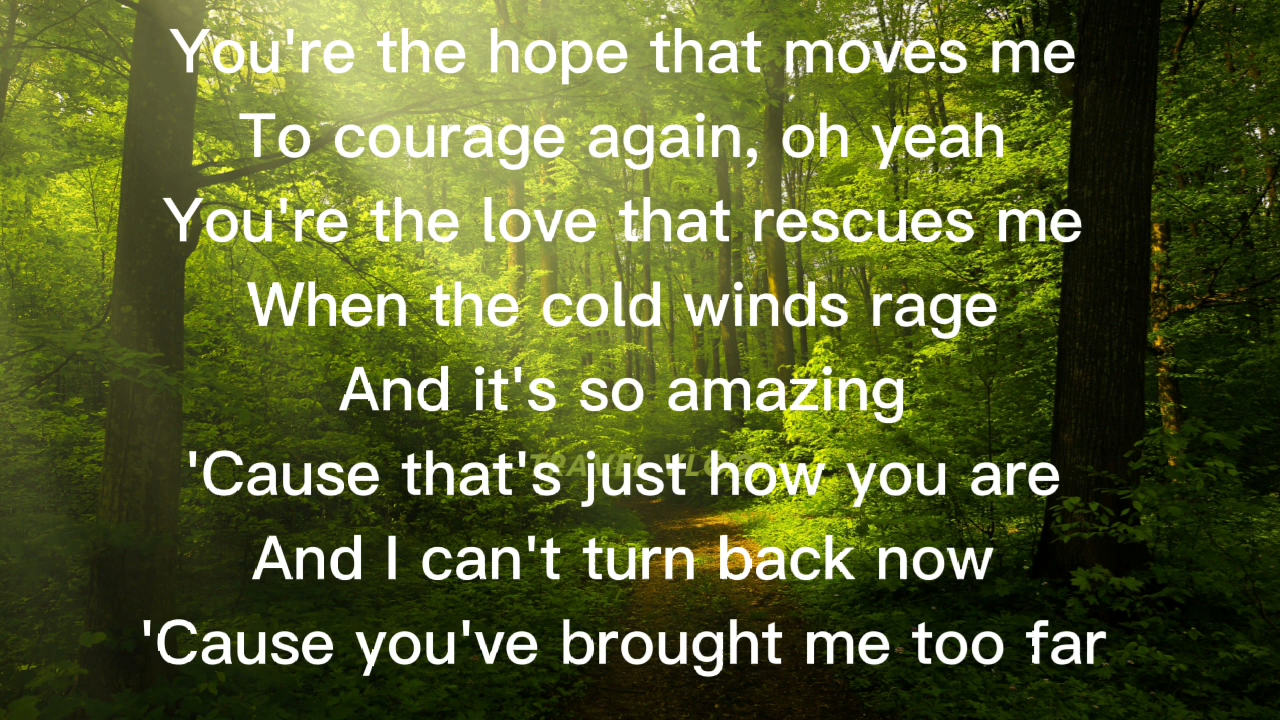 You're the hope that moves me
To courage again, oh yeah
You're the love that rescues me
When the cold winds rage
And it's so amazing
'Cause that's just how you are
TRAVEL VLOG
And I can't turn back now
'Cause you've brought me too far